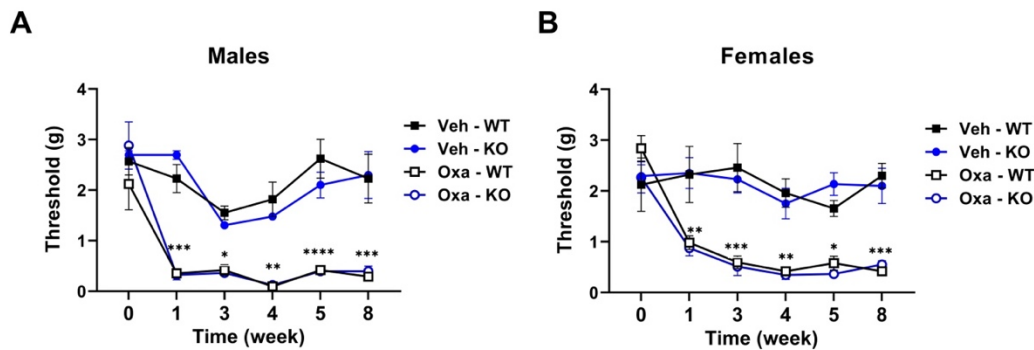 A
Males
Threshold (g)
4
3
2
1
0
***
*
**
****
***
0 1 3 4 5 8
Time (week)
Veh - WT
Veh - KO
Oxa - WT
Oxa - KO
B
Females
Threshold (g)
4
3
2
1
0
**
***
**
*
***
0 1 3 4 5 8
Time (week)
Veh - WT
Veh - KO
Oxa - WT
Oxa - KO